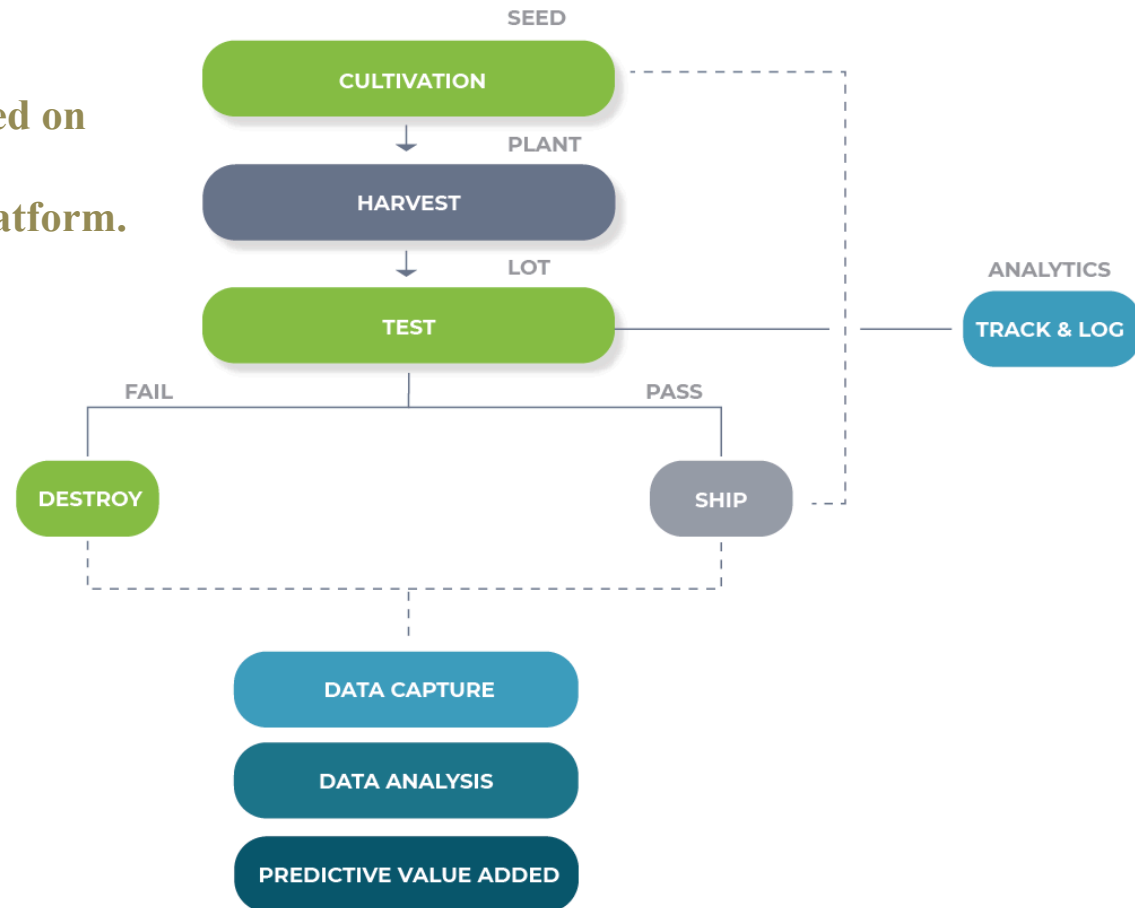 SEED
CULTIVATION
ed on
PLANT
HARVEST
atform.
LOT
ANALYTICS
TEST
TRACK & LOG
FAIL
PASS
DESTROY
SHIP
DATA CAPTURE
DATA ANALYSIS
PREDICTIVE VALUE ADDED